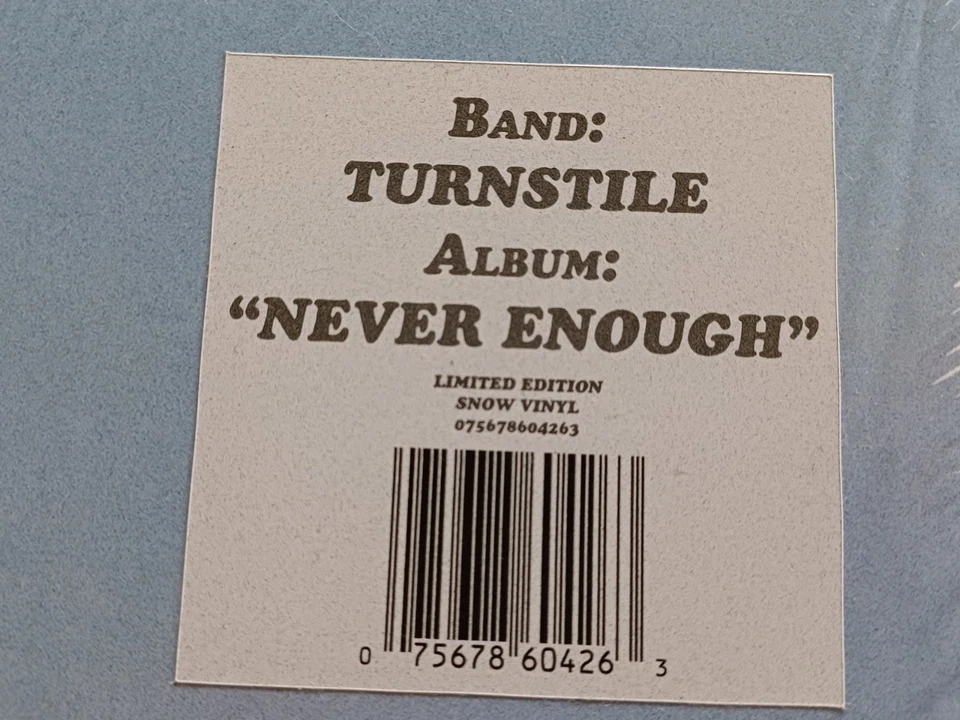 BAND:
TURNSTILE
ALBUM:
“NEVER ENOUGH”
LIMITED EDITION
SNOW VINYL
075678604263
0 75678 60426 3